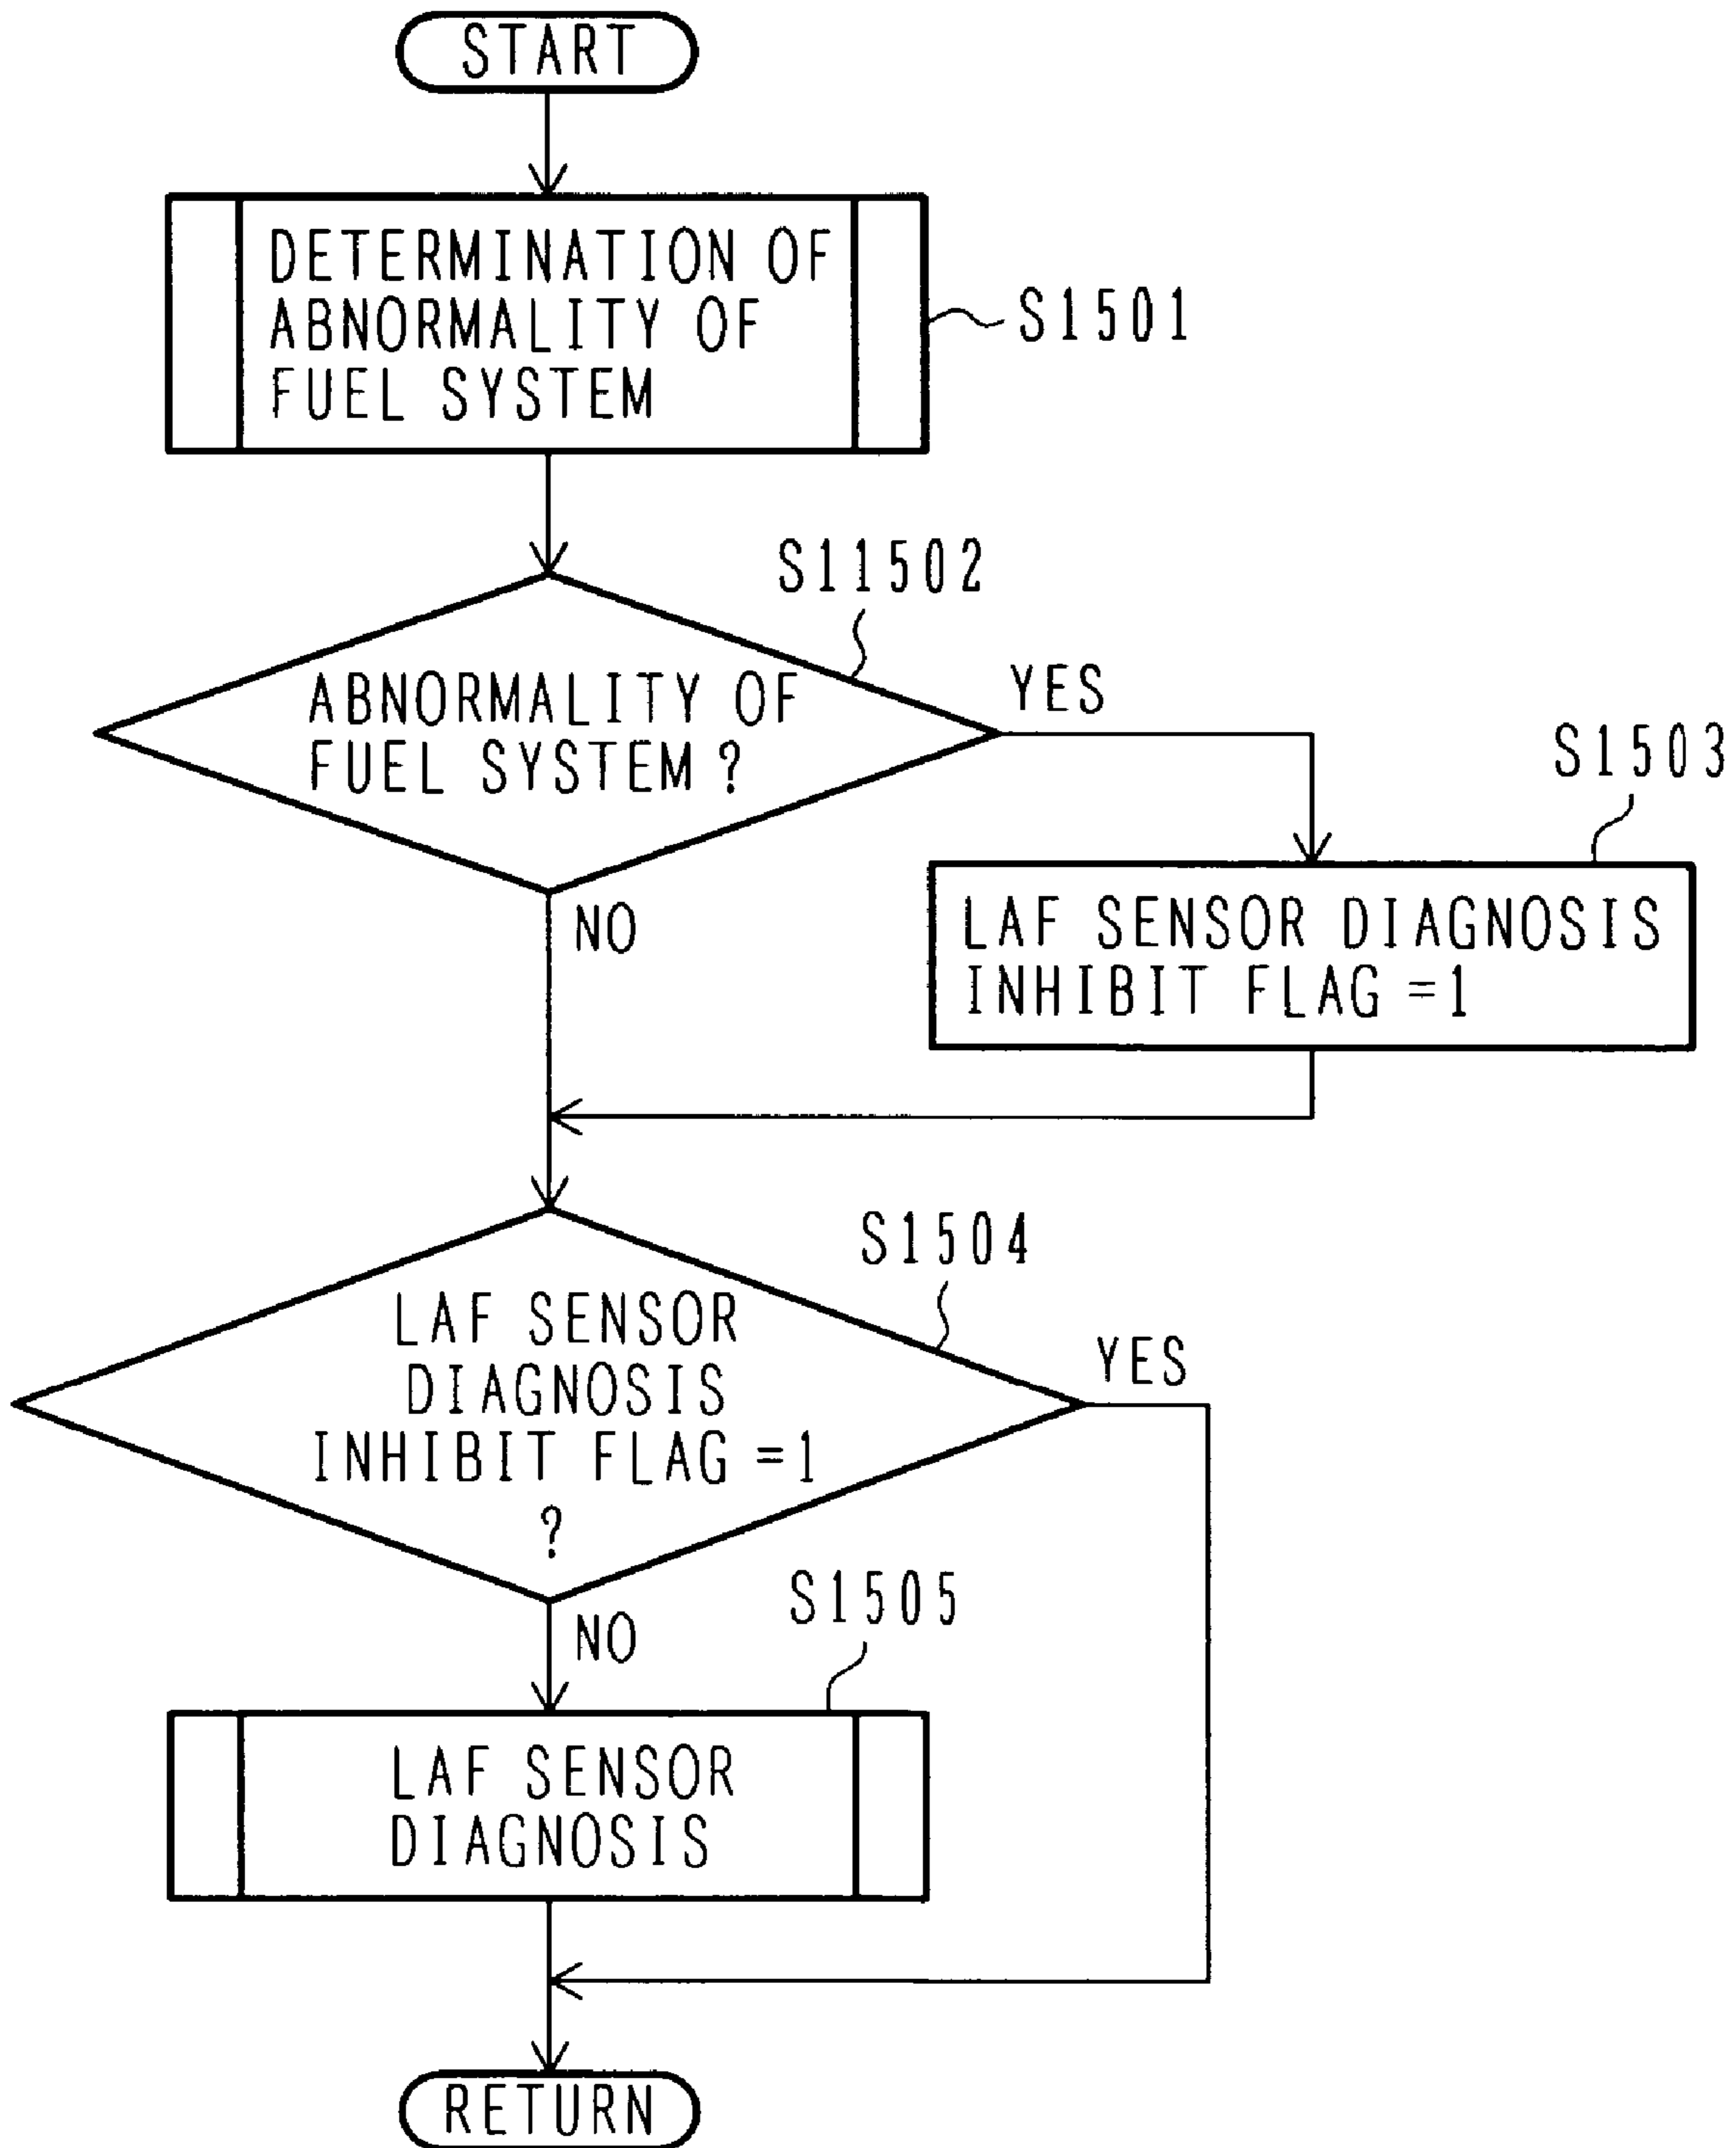 START
DETERMINATION OF
ABNORMALITY OF
FUEL SYSTEM
S1501
S11502
ABNORMALITY OF
FUEL SYSTEM ?
YES
NO
S1503
LAF SENSOR DIAGNOSIS
INHIBIT FLAG =1
S1504
LAF SENSOR
DIAGNOSIS
INHIBIT FLAG =1
?
YES
NO
S1505
LAF SENSOR
DIAGNOSIS
RETURN